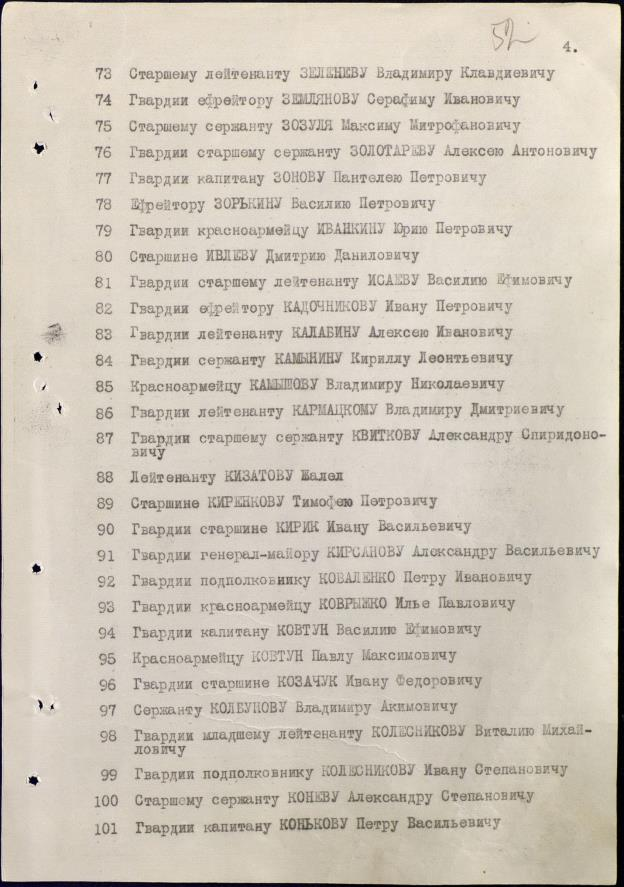 52
4.
73 Старшему лейтенанту ЗЕЛЕНЕВУ Владимиру Клавдиевичу
74 Гвардии ефрейтору ЗЕМЛЯНОВУ Серафиму Ивановичу
75 Старшему сержанту ЗОЗУЛЯ Максиму Митрофановичу
76 Гвардии старшему сержанту ЗОЛОТАРЕВУ Алексею Антоновичу
77 Гвардии капитану ЗОНОВУ Пантелею Петровичу
78 Ефрейтору ЗОРЬКИНУ Василию Петровичу
79 Гвардии красноармейцу ИВАНКИНУ Юрию Петровичу
80 Старшине ИВЛЕВУ Дмитрию Даниловичу
81 Гвардии старшему лейтенанту ИСАЕВУ Василию Ефимовичу
82 Гвардии ефрейтору КАДОЧНИКОВУ Ивану Петровичу
83 Гвардии лейтенанту КАЛАБИНУ Алексею Ивановичу
84 Гвардии сержанту КАМЫНИНУ Кириллу Леонтьевичу
85 Красноармейцу КАМЫШОВУ Владимиру Николаевичу
86 Гвардии лейтенанту КАРМАЦКОМУ Владимиру Дмитриевичу
87 Гвардии старшему сержанту КВИТКОВУ Александру Спиридоно-
вичу
88 Лейтенанту КИЗАТОВУ Жалел
89 Старшине КИРЕНКОВУ Тимофею Петровичу
90 Гвардии старшине КИРИК Ивану Васильевичу
91 Гвардии генерал-майору КИРСАНОВУ Александру Васильевичу
92 Гвардии подполковнику КОВАЛЕНКО Петру Ивановичу
93 Гвардии красноармейцу КОВРЫЖКО Илье Павловичу
94 Гвардии капитану КОВТУН Василию Ефимовичу
95 Красноармейцу КОВТУН Павлу Максимовичу
96 Гвардии старшине КОЗАЧУК Ивану Федоровичу
97 Сержанту КОЛБУНОВУ Владимиру Акимовичу
98 Гвардии младшему лейтенанту КОЛЕСНИКОВУ Виталию Михай-
ловичу
99 Гвардии подполковнику КОЛЕСНИКОВУ Ивану Степановичу
100 Старшему сержанту КОНЕВУ Александру Степановичу
101 Гвардии капитану КОНЬКОВУ Петру Васильевичу